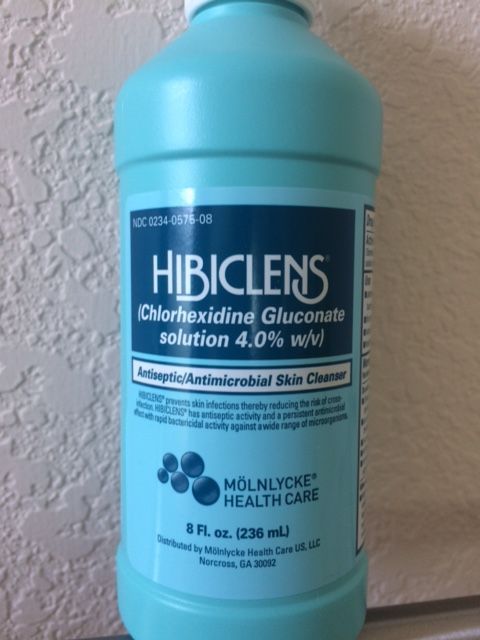 NDC 0234-0575-08
HIBICLENS®
(Chlorhexidine Gluconate
solution 4.0% w/v)
Antiseptic/Antimicrobial Skin Cleanser
HIBICLENS® prevents skin infections thereby reducing the risk of cross-
infection. HIBICLENS® has antiseptic activity and a persistent antimicrobial
effect with rapid bactericidal activity against a wide range of microorganisms.
MÖLNLYCKE®
HEALTH CARE
8 Fl. oz. (236 mL)
Distributed by Mölnlycke Health Care US, LLC
Norcross, GA 30092